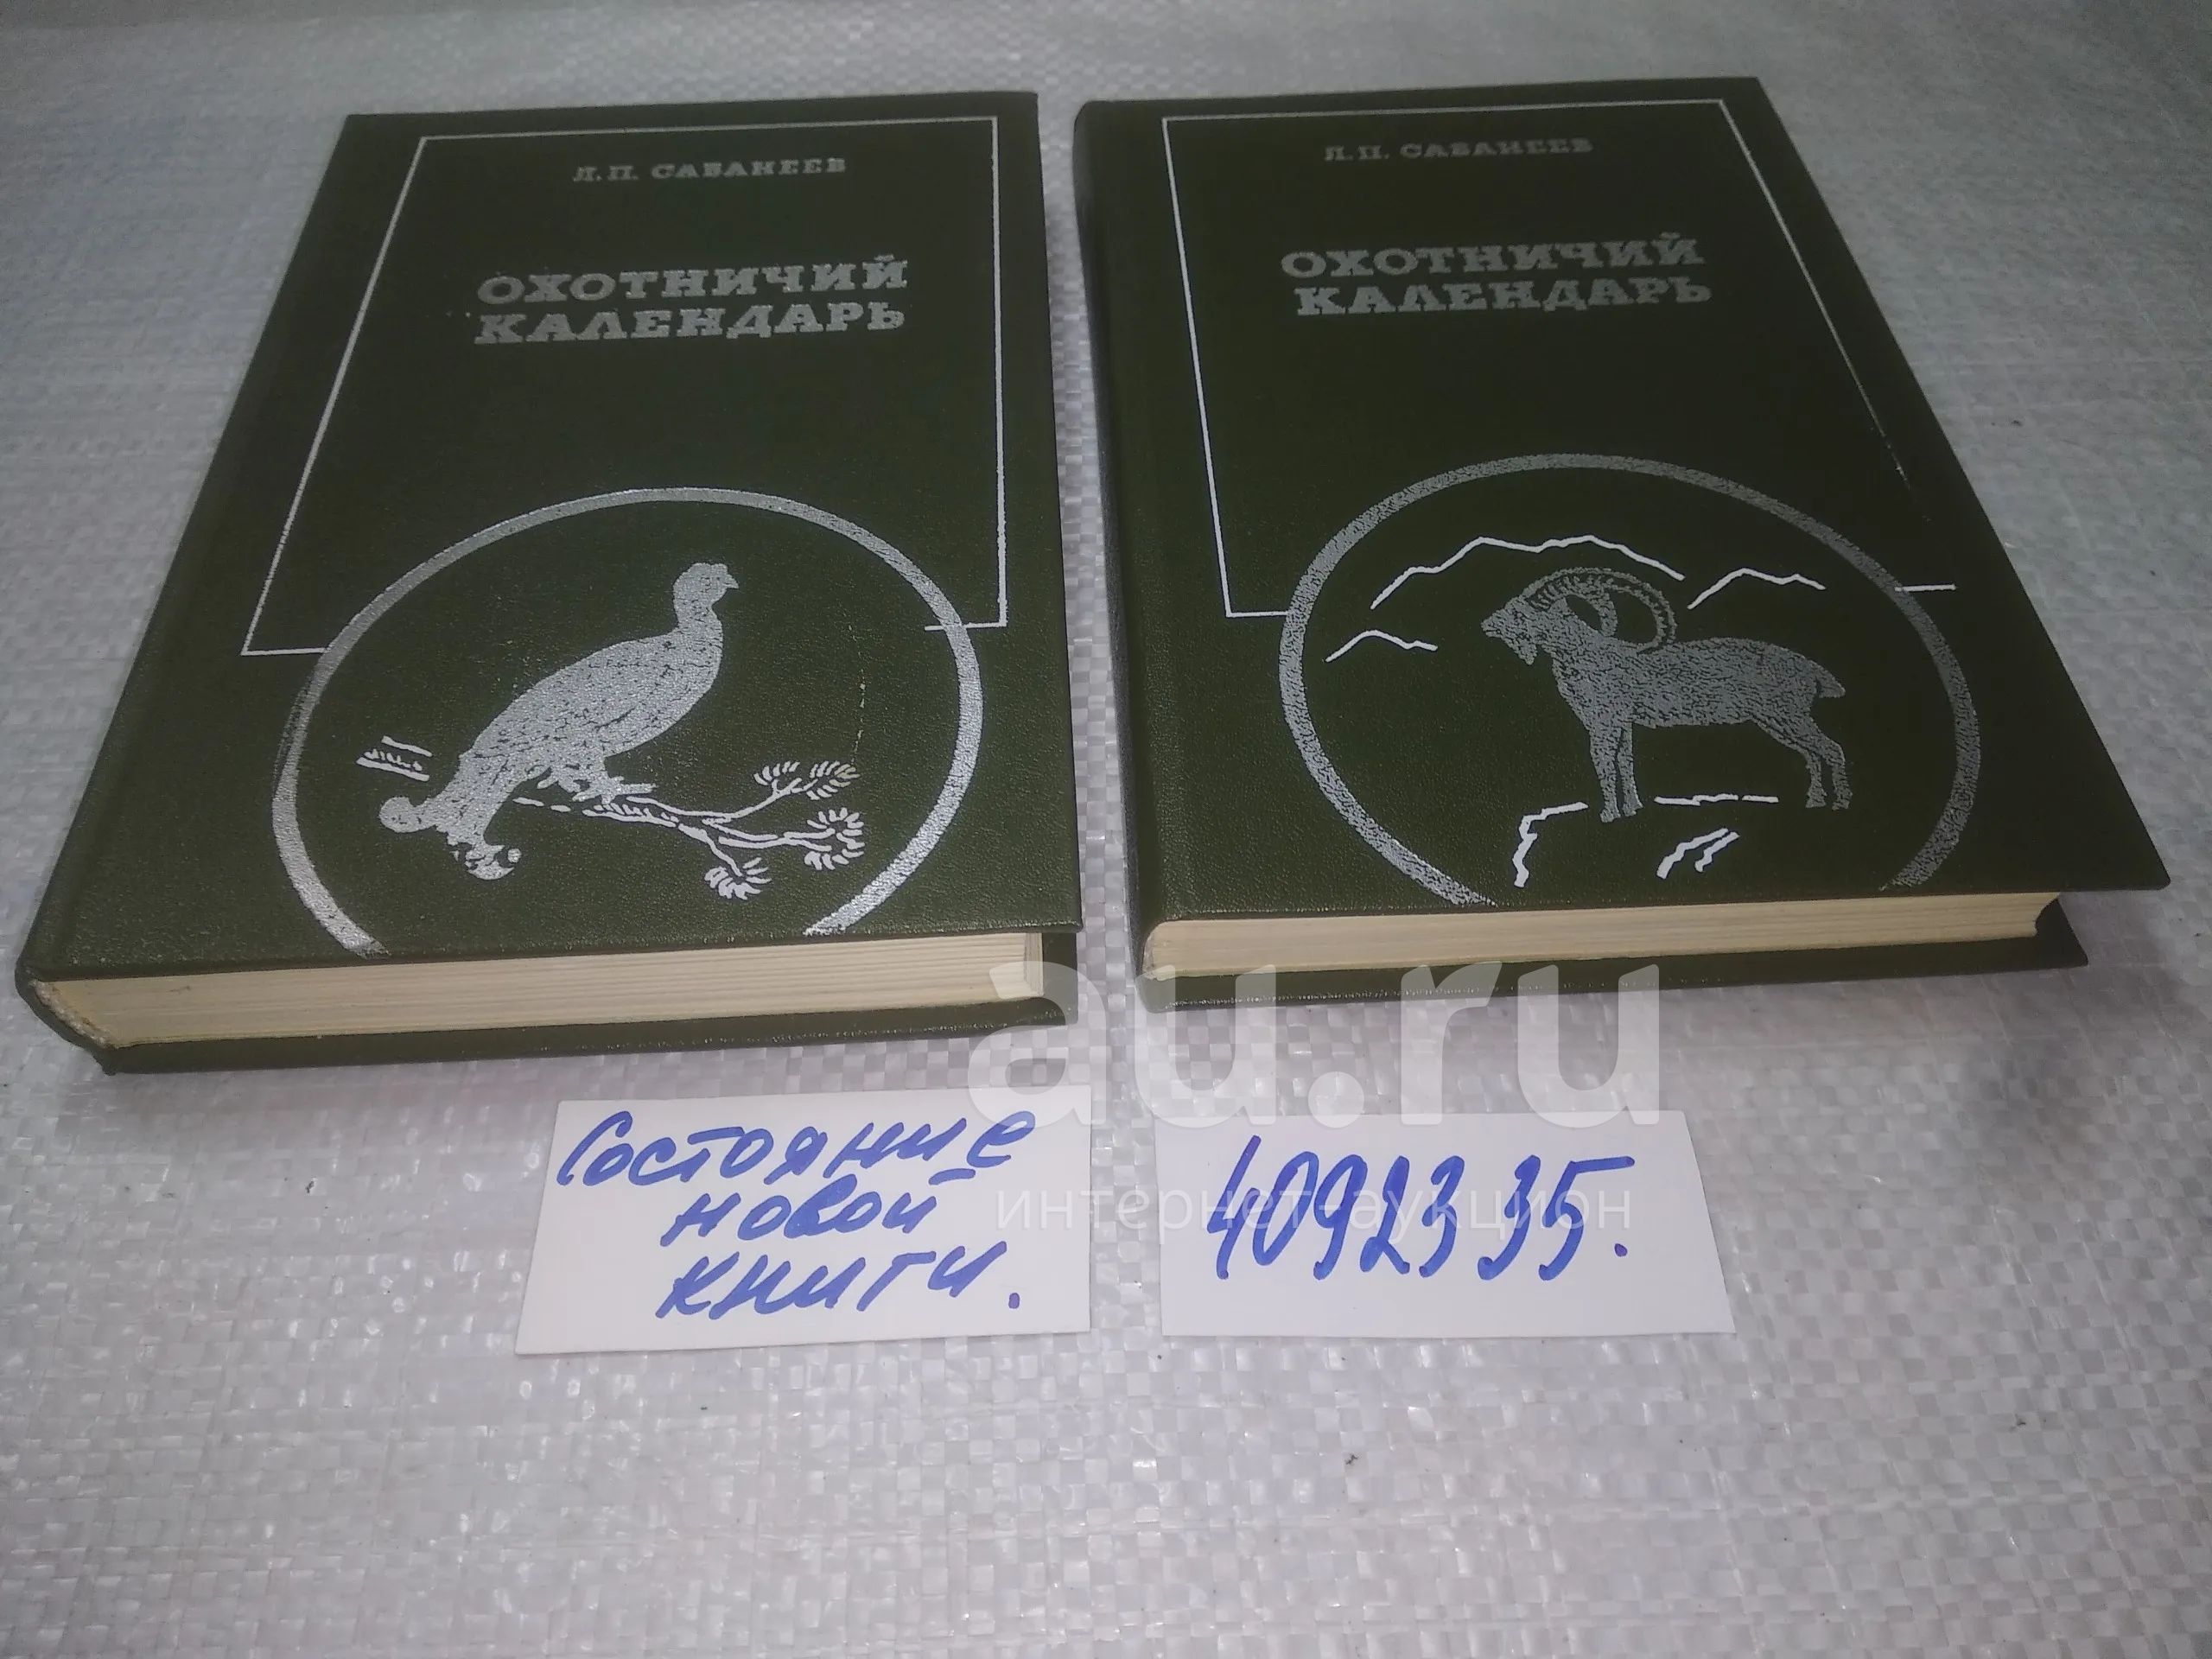 Л.П. САБАНЕЕВ
ОХОТНИЧИЙ
КАЛЕНДАРЬ
Л.П. САБАНЕЕВ
ОХОТНИЧИЙ
КАЛЕНДАРЬ
au.ru
интернет-аукцион
Состояние
новой
книги.
4092335.